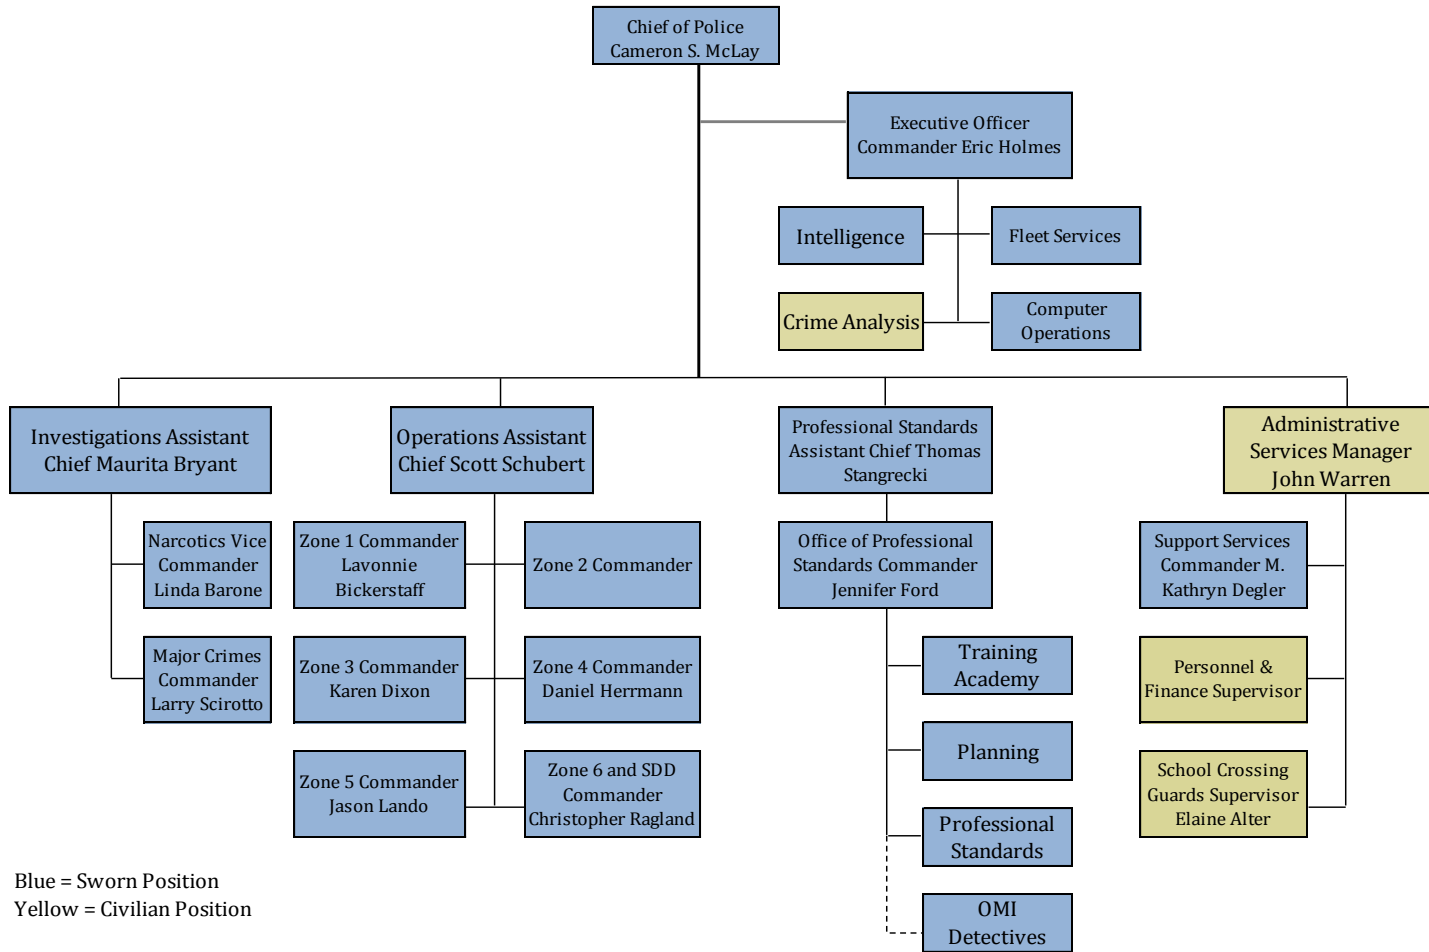 Chief of Police
Cameron S. McLay
Executive Officer
Commander Eric Holmes
Intelligence
Fleet Services
Crime Analysis
Computer
Operations
Investigations Assistant
Chief Maurita Bryant
Operations Assistant
Chief Scott Schubert
Professional Standards
Assistant Chief Thomas
Stangrecki
Administrative
Services Manager
John Warren
Narcotics Vice
Commander
Linda Barone
Zone 1 Commander
Lavonnie
Bickerstaff
Zone 2 Commander
Office of Professional
Standards Commander
Jennifer Ford
Support Services
Commander M.
Kathryn Degler
Major Crimes
Commander
Larry Scirotto
Zone 3 Commander
Karen Dixon
Zone 4 Commander
Daniel Herrmann
Training
Academy
Personnel &
Finance Supervisor
Zone 5 Commander
Jason Lando
Zone 6 and SDD
Commander
Christopher Ragland
Planning
School Crossing
Guards Supervisor
Elaine Alter
Professional
Standards
OMI
Detectives
Blue = Sworn Position
Yellow = Civilian Position